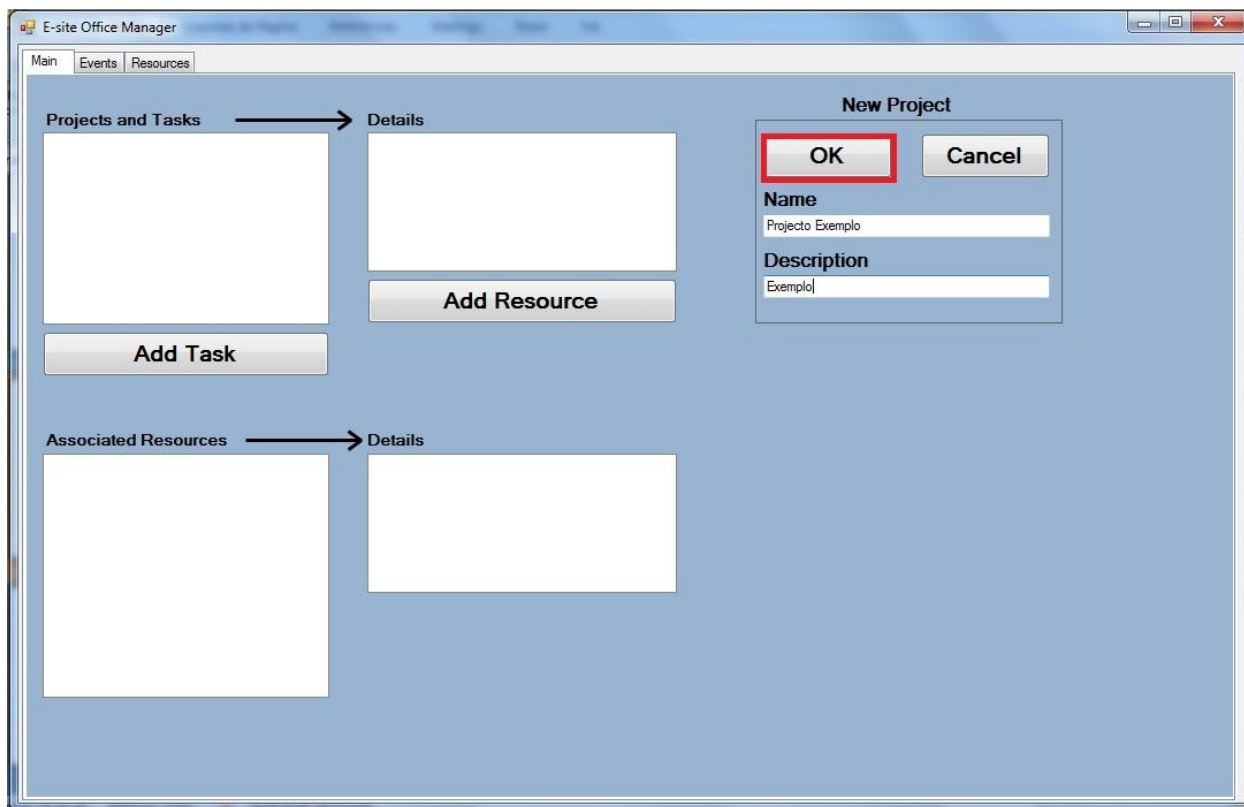 E-site Office Manager
Main Events Resources
Projects and Tasks
Details
Add Resource
Add Task
Associated Resources
Details
New Project
OK Cancel
Name
Projecto Exemplo
Description
Exemplo